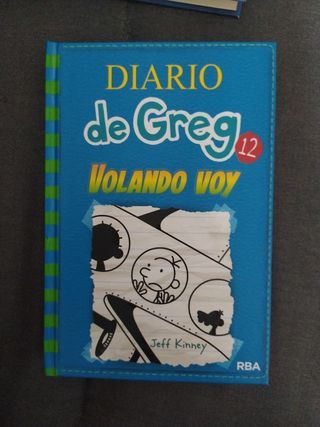 DIARIO
de Greg
12
VOLANDO VOY
Jeff Kinney
RBA